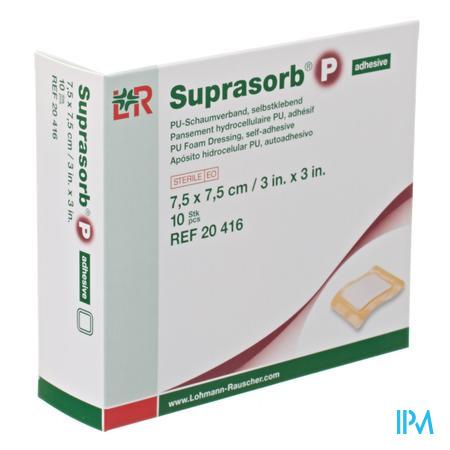 L&R
Suprasorb® P
adhesive
PU-Schaumverband, selbstklebend
Pansement hydrocellulaire PU, adhésif
PU Foam Dressing, self-adhesive
Apósito hidrocelular PU, autoadhesivo
STERILE EO
7,5 x 7,5 cm / 3 in. x 3 in.
10 Stk pcs
REF 20 416
www.Lohmann-Rauscher.com
Suprasorb® P
adhesive
7,5 x 7,5 cm / 3 in. x 3 in.
10 Stk pcs
REF 20 416
IPM